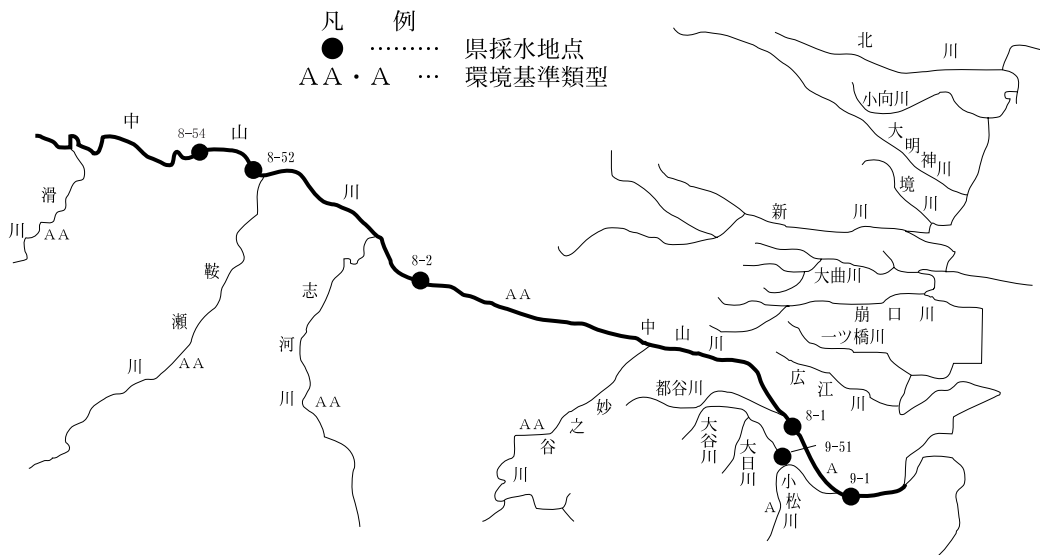 凡　例
● ········· 県採水地点
AA・A ··· 環境基準類型
北川
小向川
大明神川
境川
新川
大曲川
崩口川
一ツ橋川
広江川
中山川
8-54
8-52
滑川
AA
鞍瀬川
AA
志河川
AA
8-2
AA
中山川
妙之谷川
AA
都谷川
大谷川
大日川
8-1
9-51
A
9-1
小松川
A